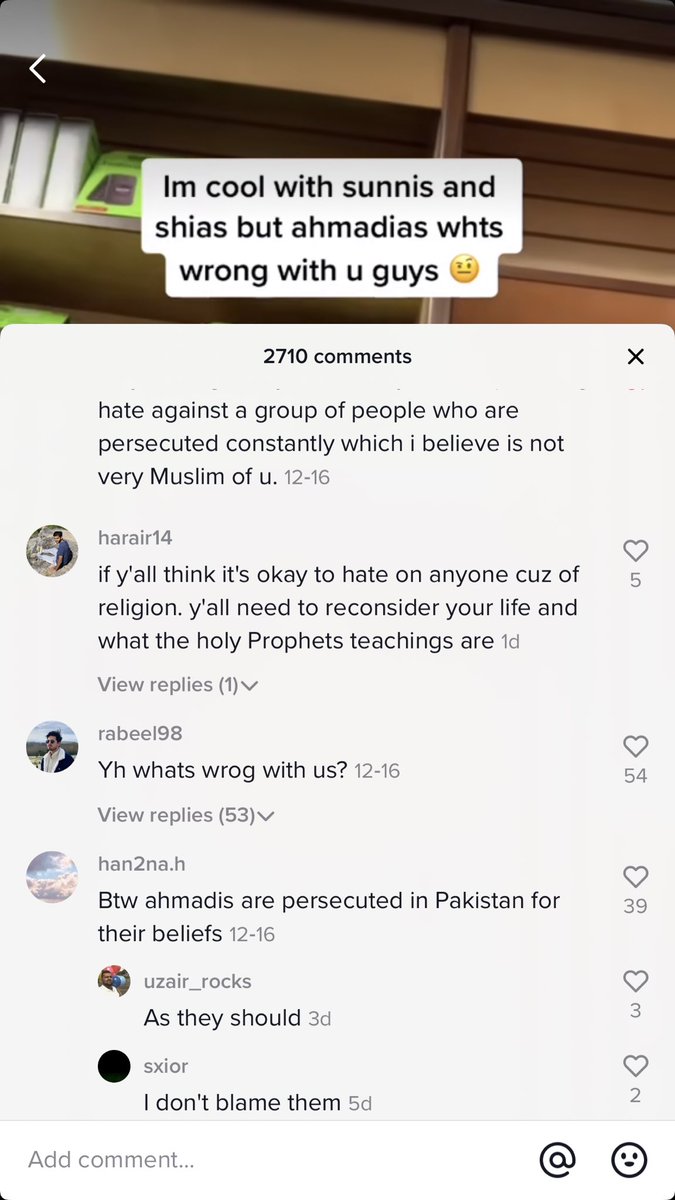 Im cool with sunnis and
shias but ahmadias whts
wrong with u guys 🤨
2710 comments
hate against a group of people who are
persecuted constantly which i believe is not
very Muslim of u. 12-16
harair14
if y'all think it's okay to hate on anyone cuz of
religion. y'all need to reconsider your life and
what the holy Prophets teachings are 1d
5
View replies (1)
rabeel98
Yh whats wrog with us? 12-16
54
View replies (53)
han2na.h
Btw ahmadis are persecuted in Pakistan for
their beliefs 12-16
39
uzair_rocks
As they should 3d
3
sxior
I don't blame them 5d
2
Add comment...